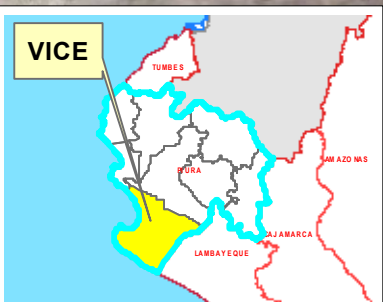 VICE
TUMBES
PIURA
AMAZONAS
CAJAMARCA
LAMBAYEQUE